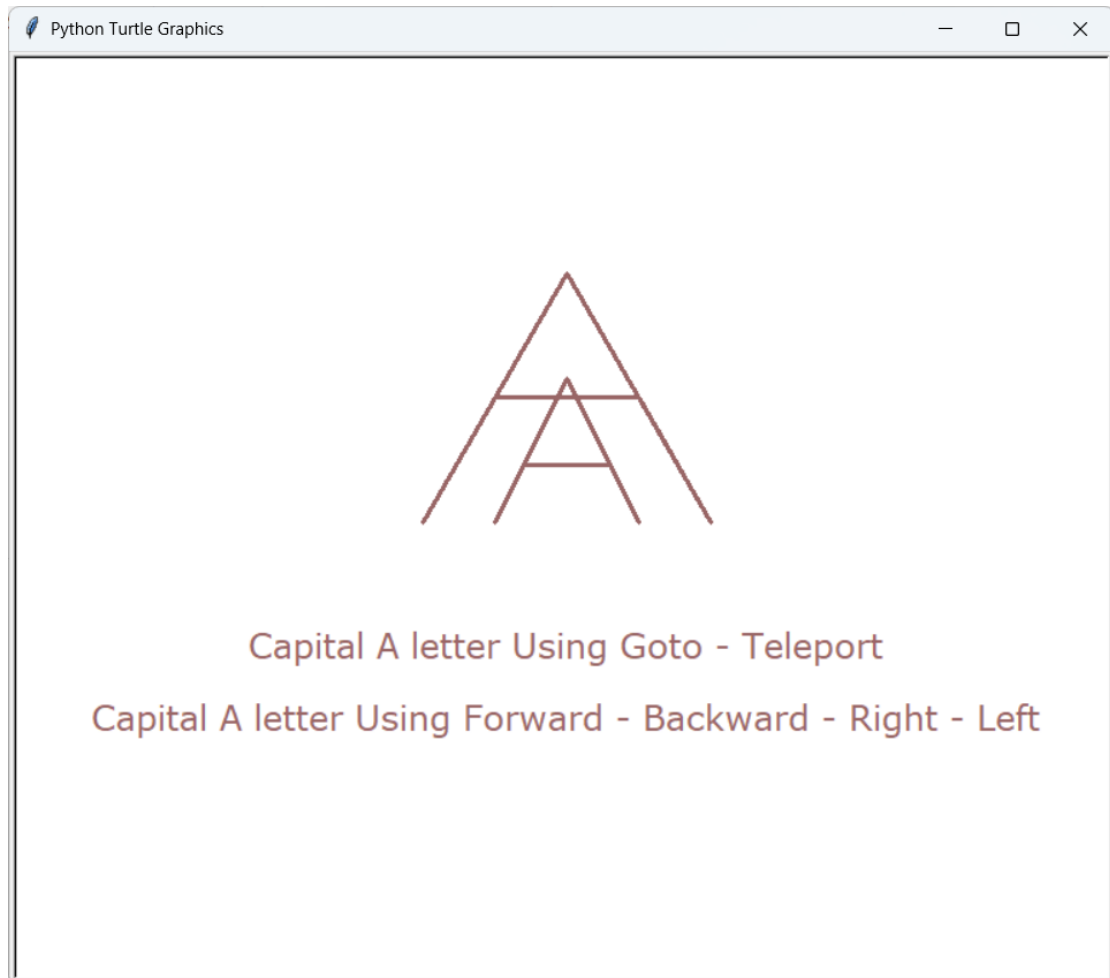 Python Turtle Graphics
Capital A letter Using Goto - Teleport
Capital A letter Using Forward - Backward - Right - Left